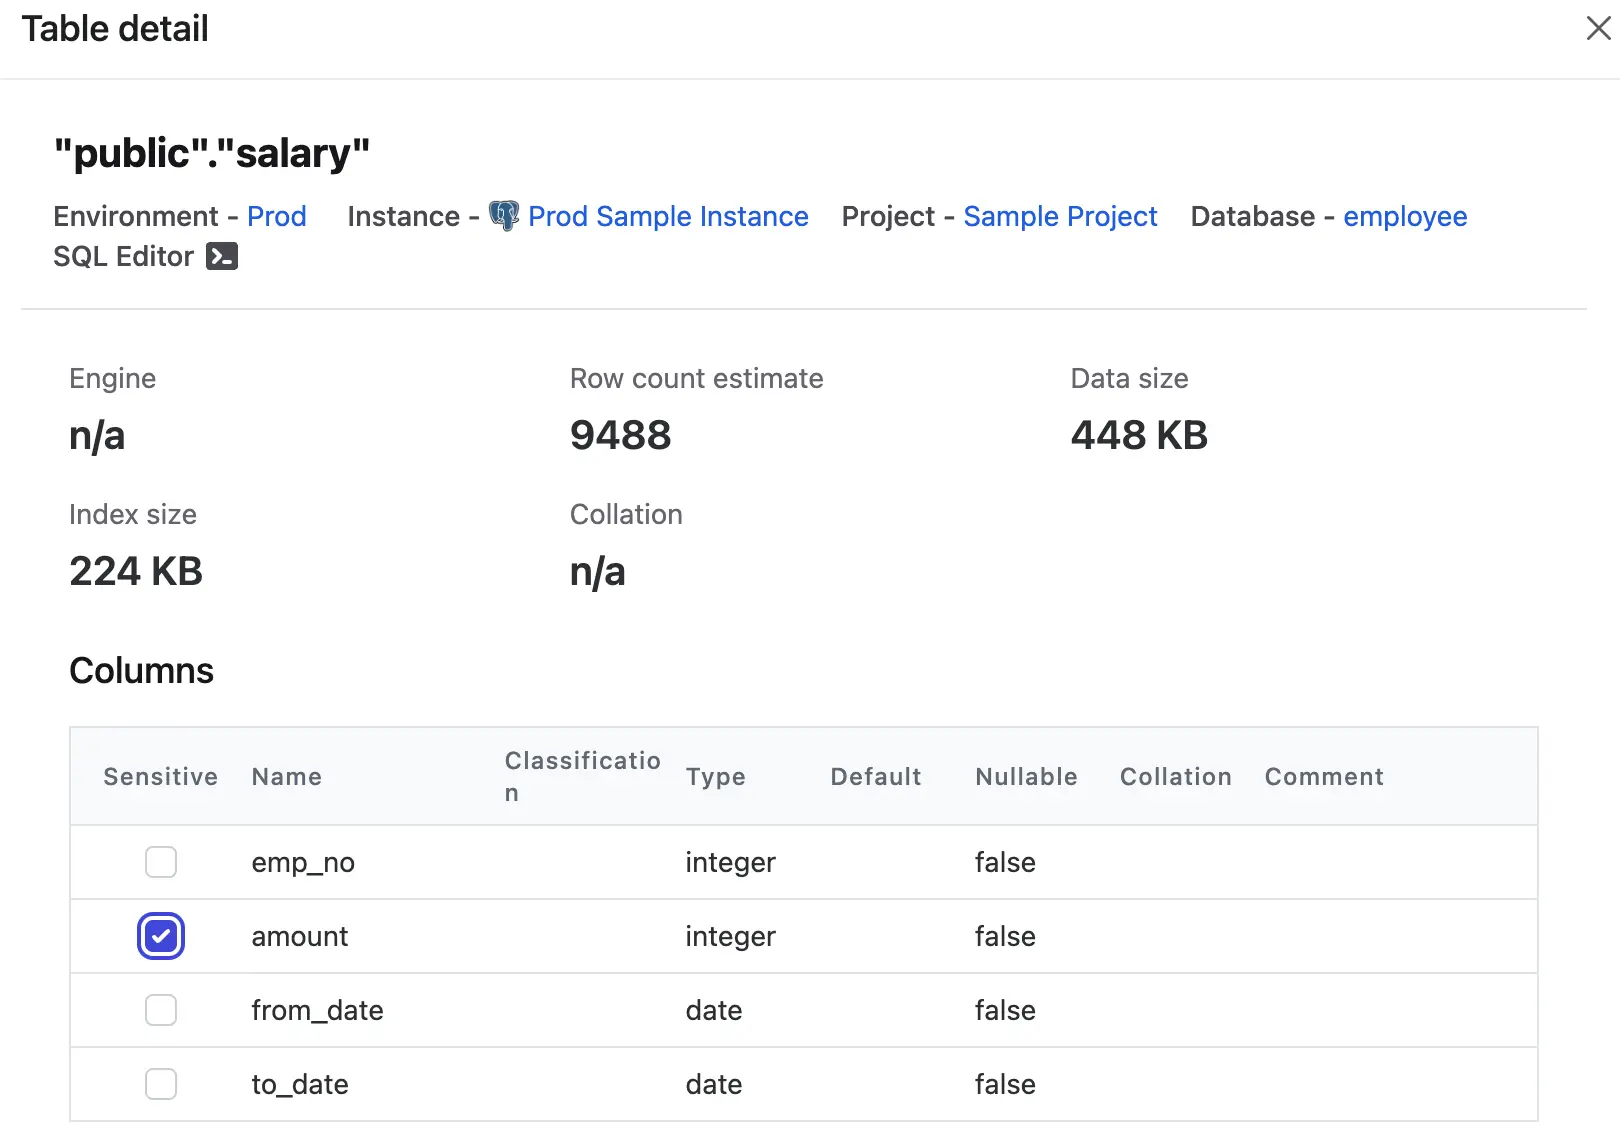 Table detail
"public"."salary"
Environment - Prod Instance - Prod Sample Instance Project - Sample Project Database - employee
SQL Editor
Engine Row count estimate Data size
n/a 9488 448 KB
Index size Collation
224 KB n/a
Columns
Sensitive Name Classificatio
n Type Default Nullable Collation Comment
emp_no integer false
amount integer false
from_date date false
to_date date false